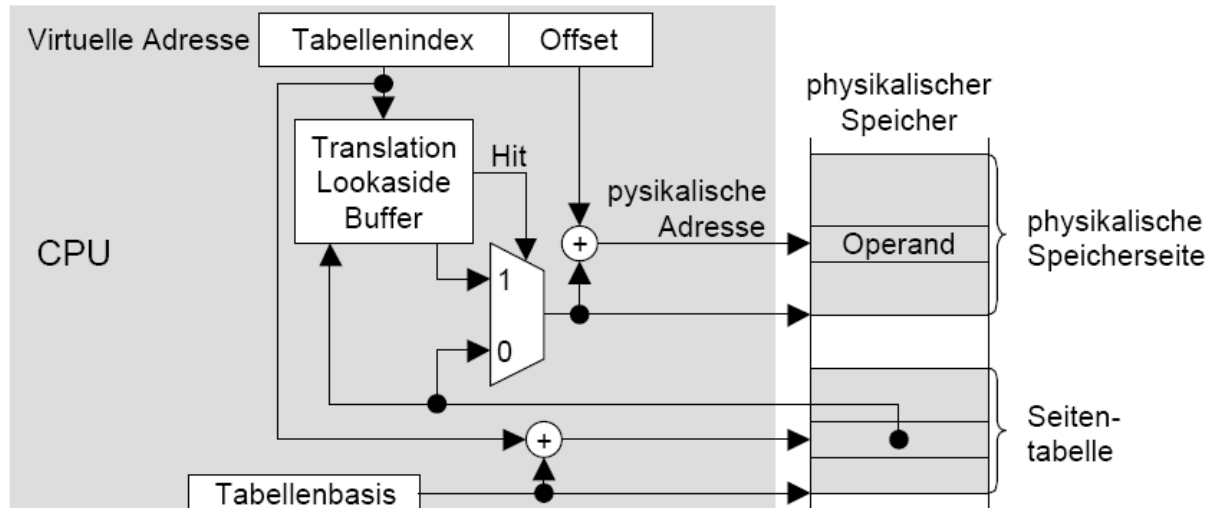 Virtuelle Adresse
Tabellenindex
Offset
physikalischer
Speicher
Translation
Lookaside
Buffer
Hit
pysikalische
Adresse
CPU
1
0
+
Operand
physikalische
Speicherseite
+
Seiten-
tabelle
Tabellenbasis